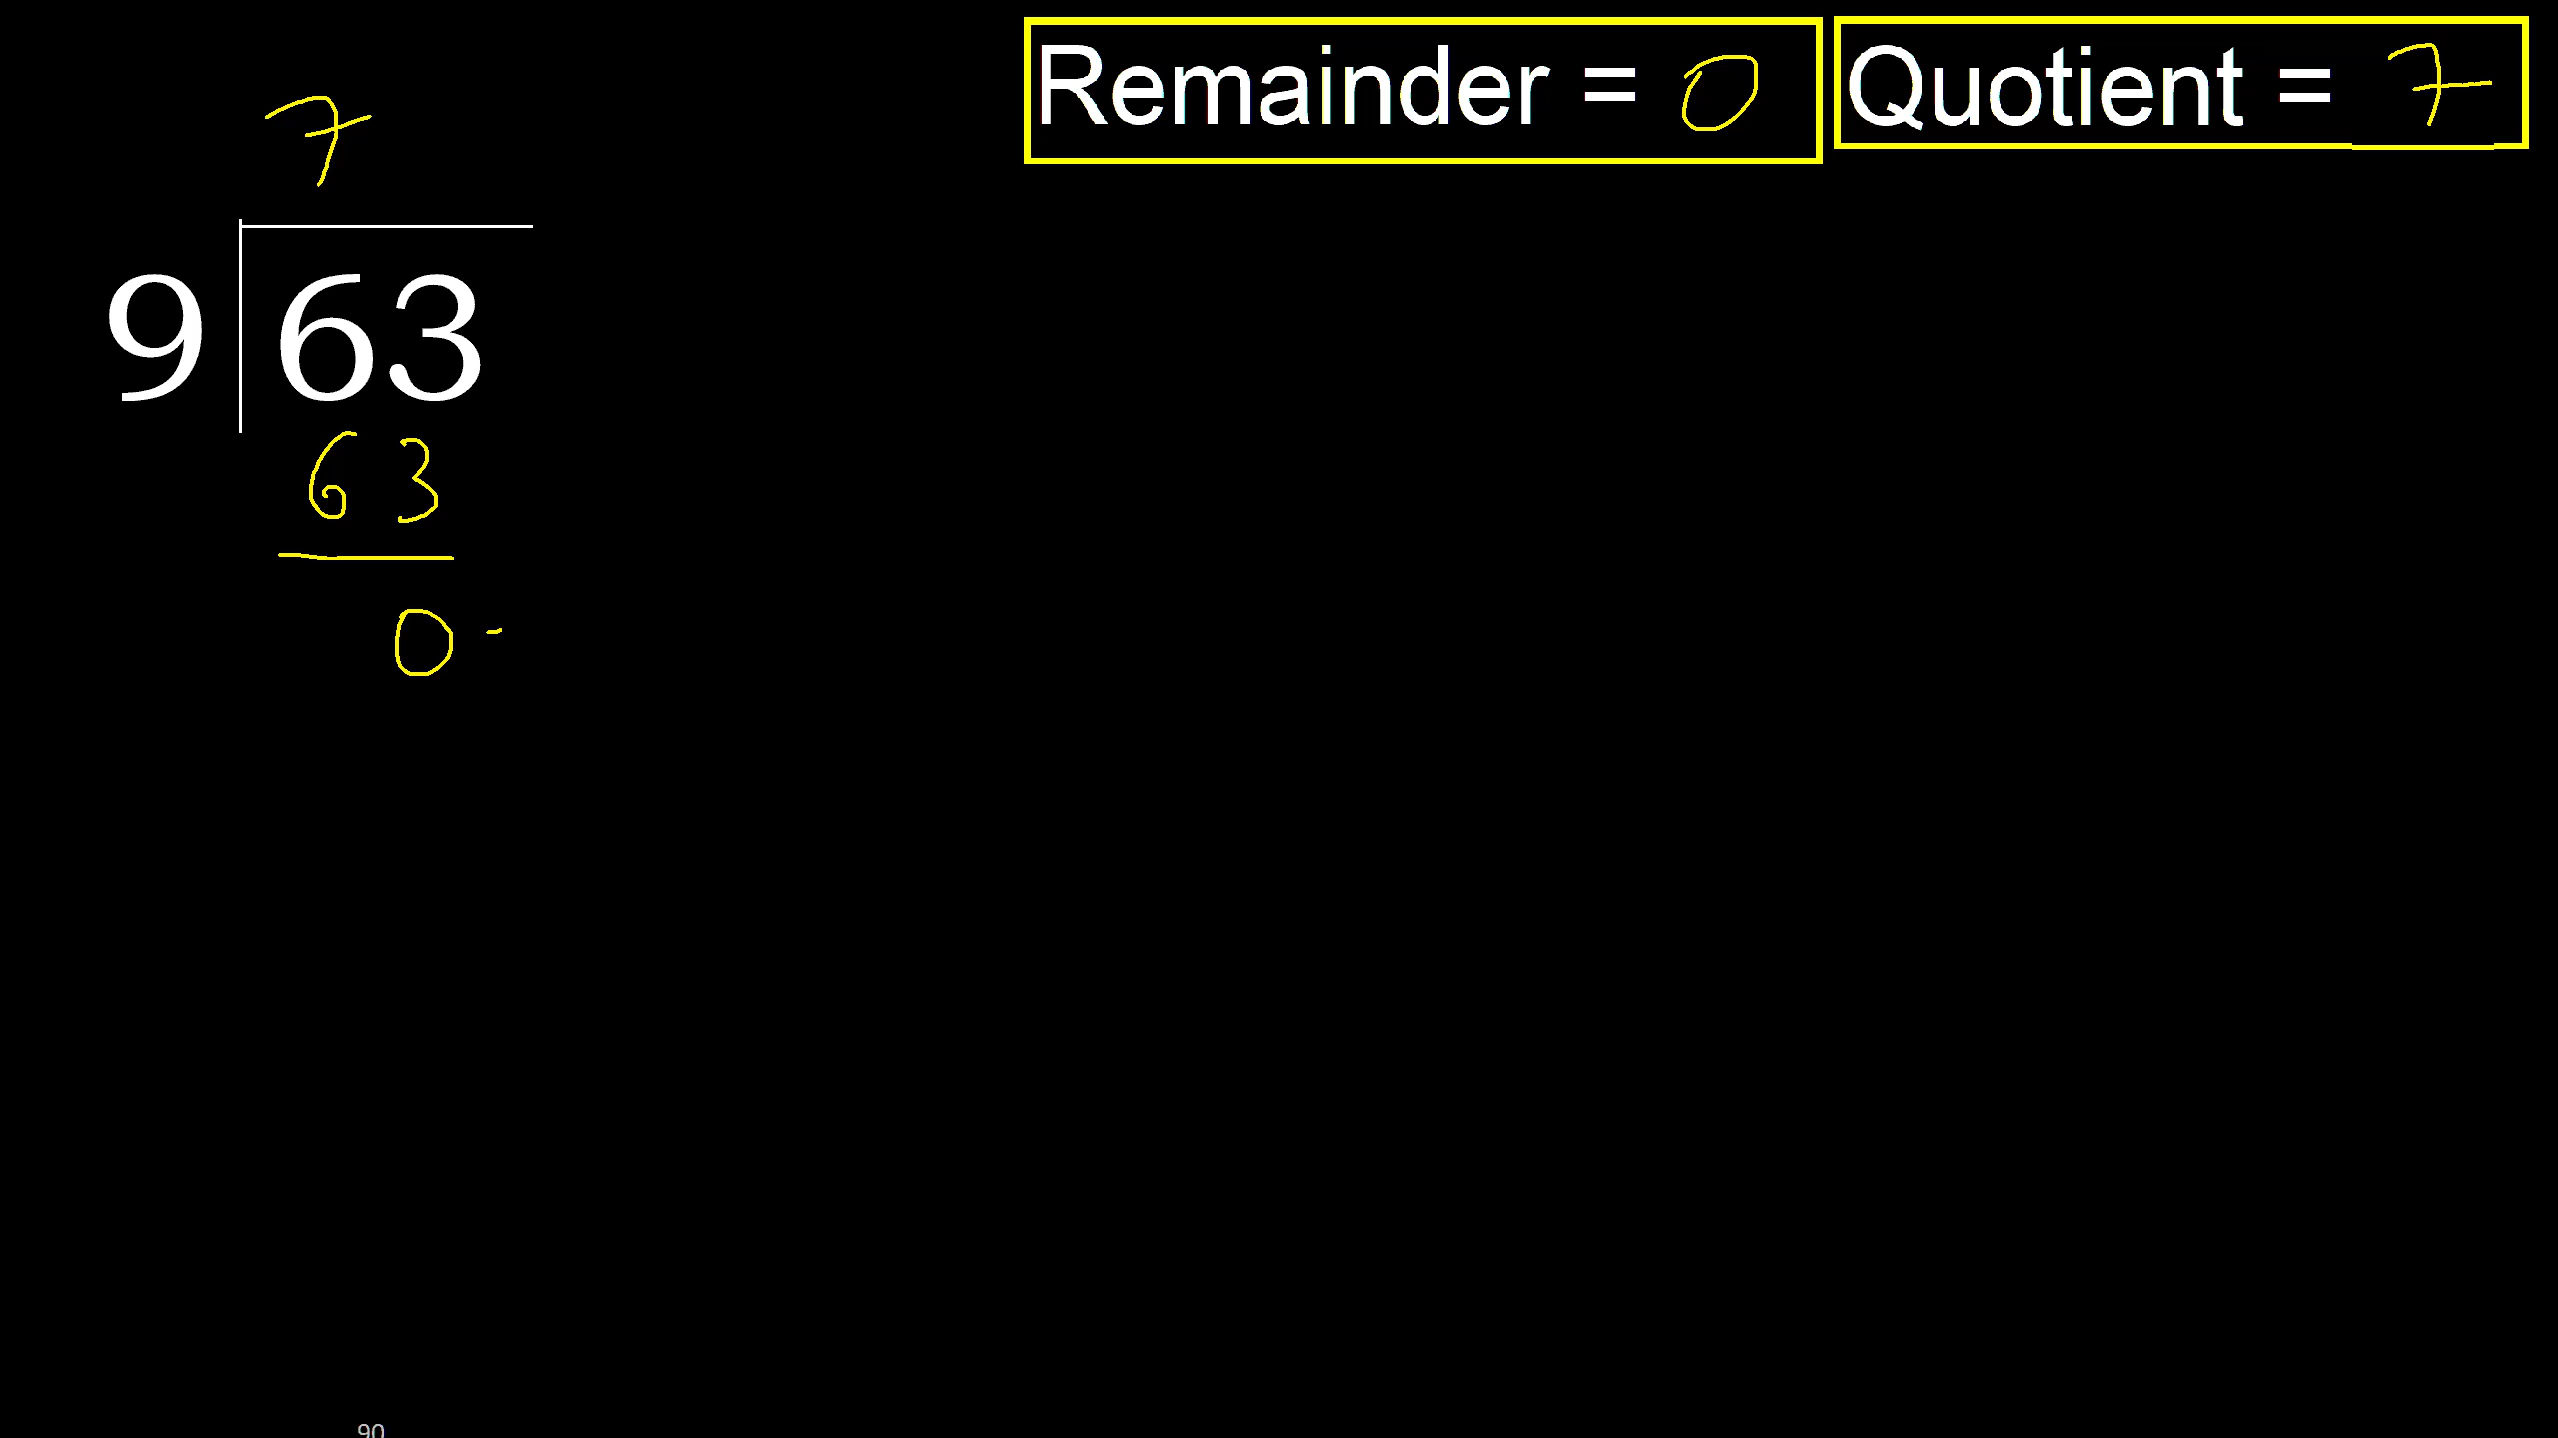 Remainder = 0
Quotient = 7
7
9 63
63
0 -
90